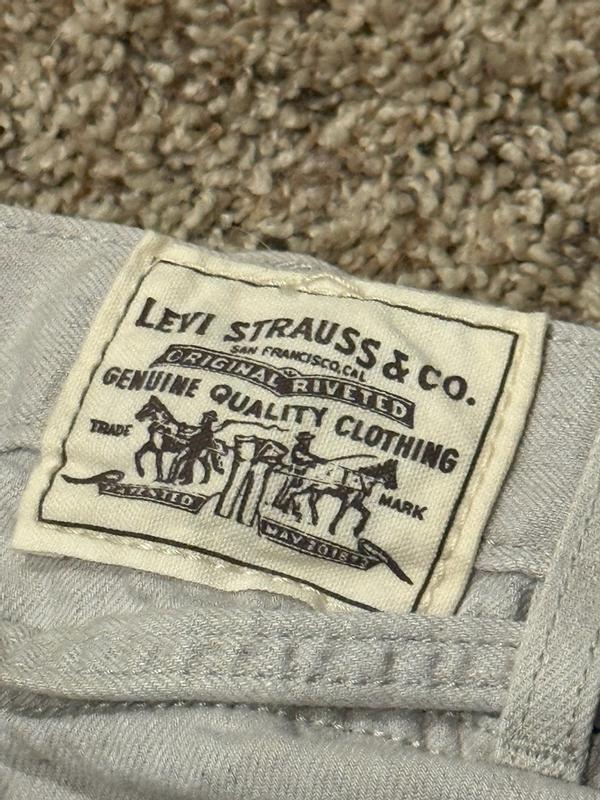 LEVI STRAUSS & CO.
SAN FRANCISCO, CAL
ORIGINAL RIVETED
GENUINE QUALITY CLOTHING
TRADE MARK
PATENTED MAY 20 1873